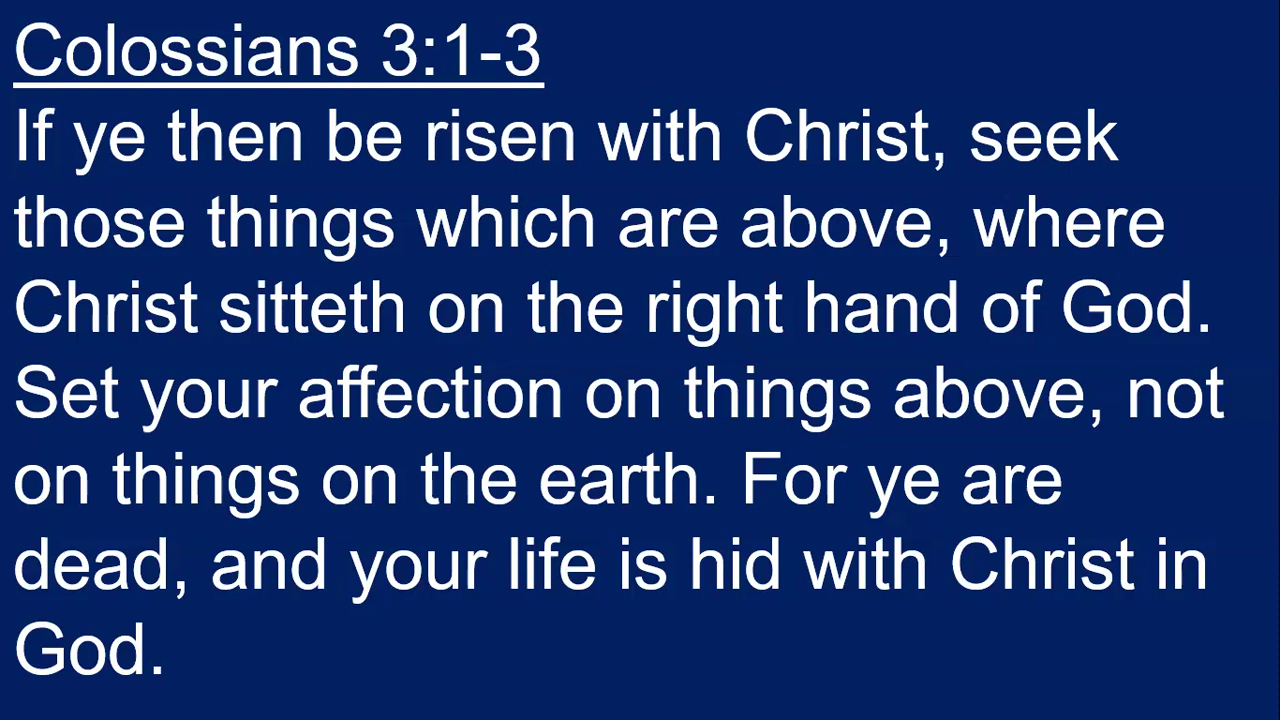 Colossians 3:1-3
If ye then be risen with Christ, seek
those things which are above, where
Christ sitteth on the right hand of God.
Set your affection on things above, not
on things on the earth. For ye are
dead, and your life is hid with Christ in
God.